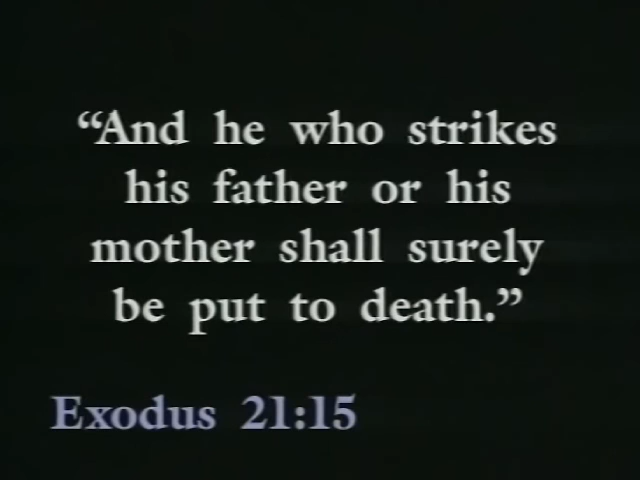 “And he who strikes
his father or his
mother shall surely
be put to death.”
Exodus 21:15